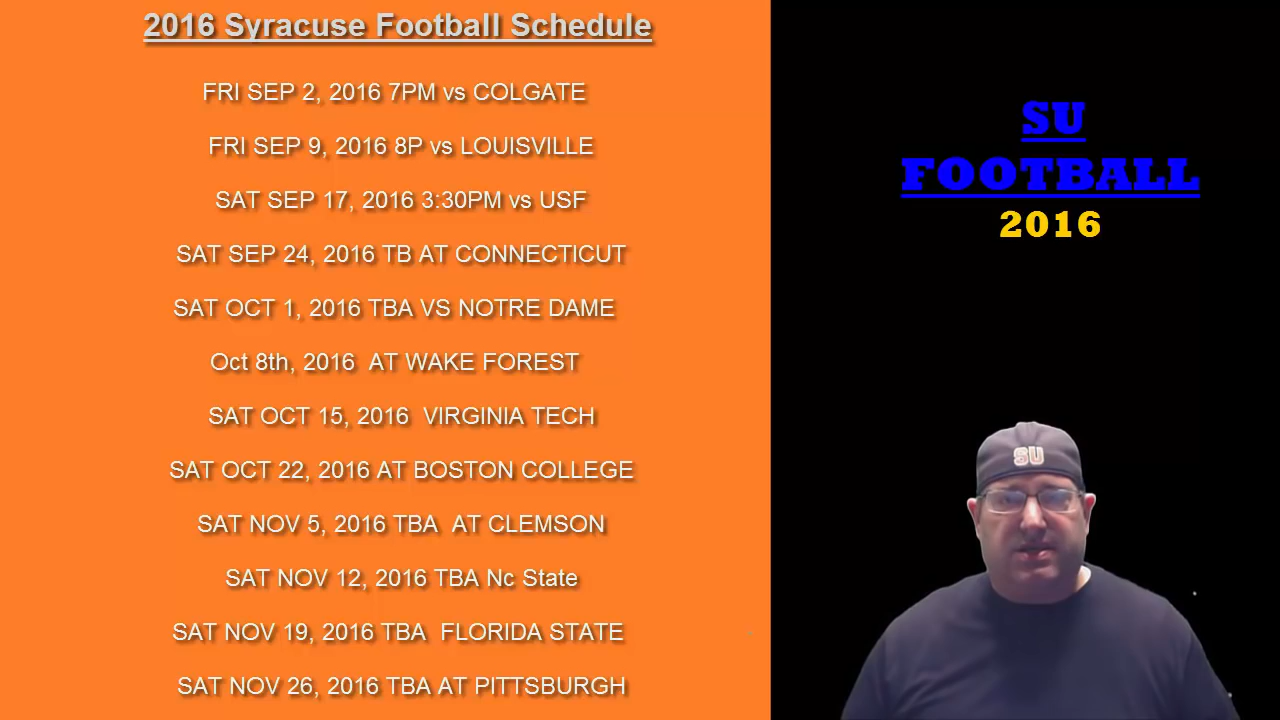 2016 Syracuse Football Schedule
FRI SEP 2, 2016 7PM vs COLGATE
FRI SEP 9, 2016 8P vs LOUISVILLE
SAT SEP 17, 2016 3:30PM vs USF
SAT SEP 24, 2016 TB AT CONNECTICUT
SAT OCT 1, 2016 TBA VS NOTRE DAME
Oct 8th, 2016 AT WAKE FOREST
SAT OCT 15, 2016 VIRGINIA TECH
SAT OCT 22, 2016 AT BOSTON COLLEGE
SAT NOV 5, 2016 TBA AT CLEMSON
SAT NOV 12, 2016 TBA Nc State
SAT NOV 19, 2016 TBA FLORIDA STATE
SAT NOV 26, 2016 TBA AT PITTSBURGH
SU
FOOTBALL
2016
SU